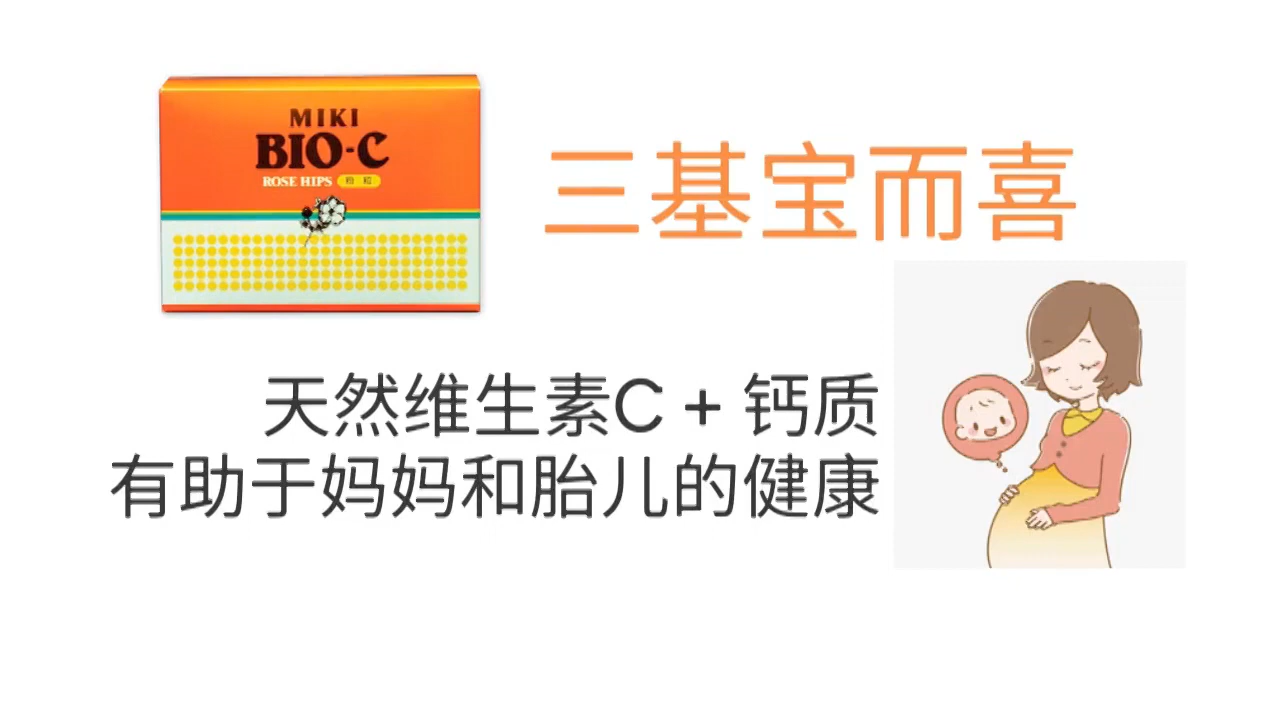 MIKI
BIO-C
ROSE HIPS
三基宝而喜
天然维生素C + 钙质
有助于妈妈和胎儿的健康